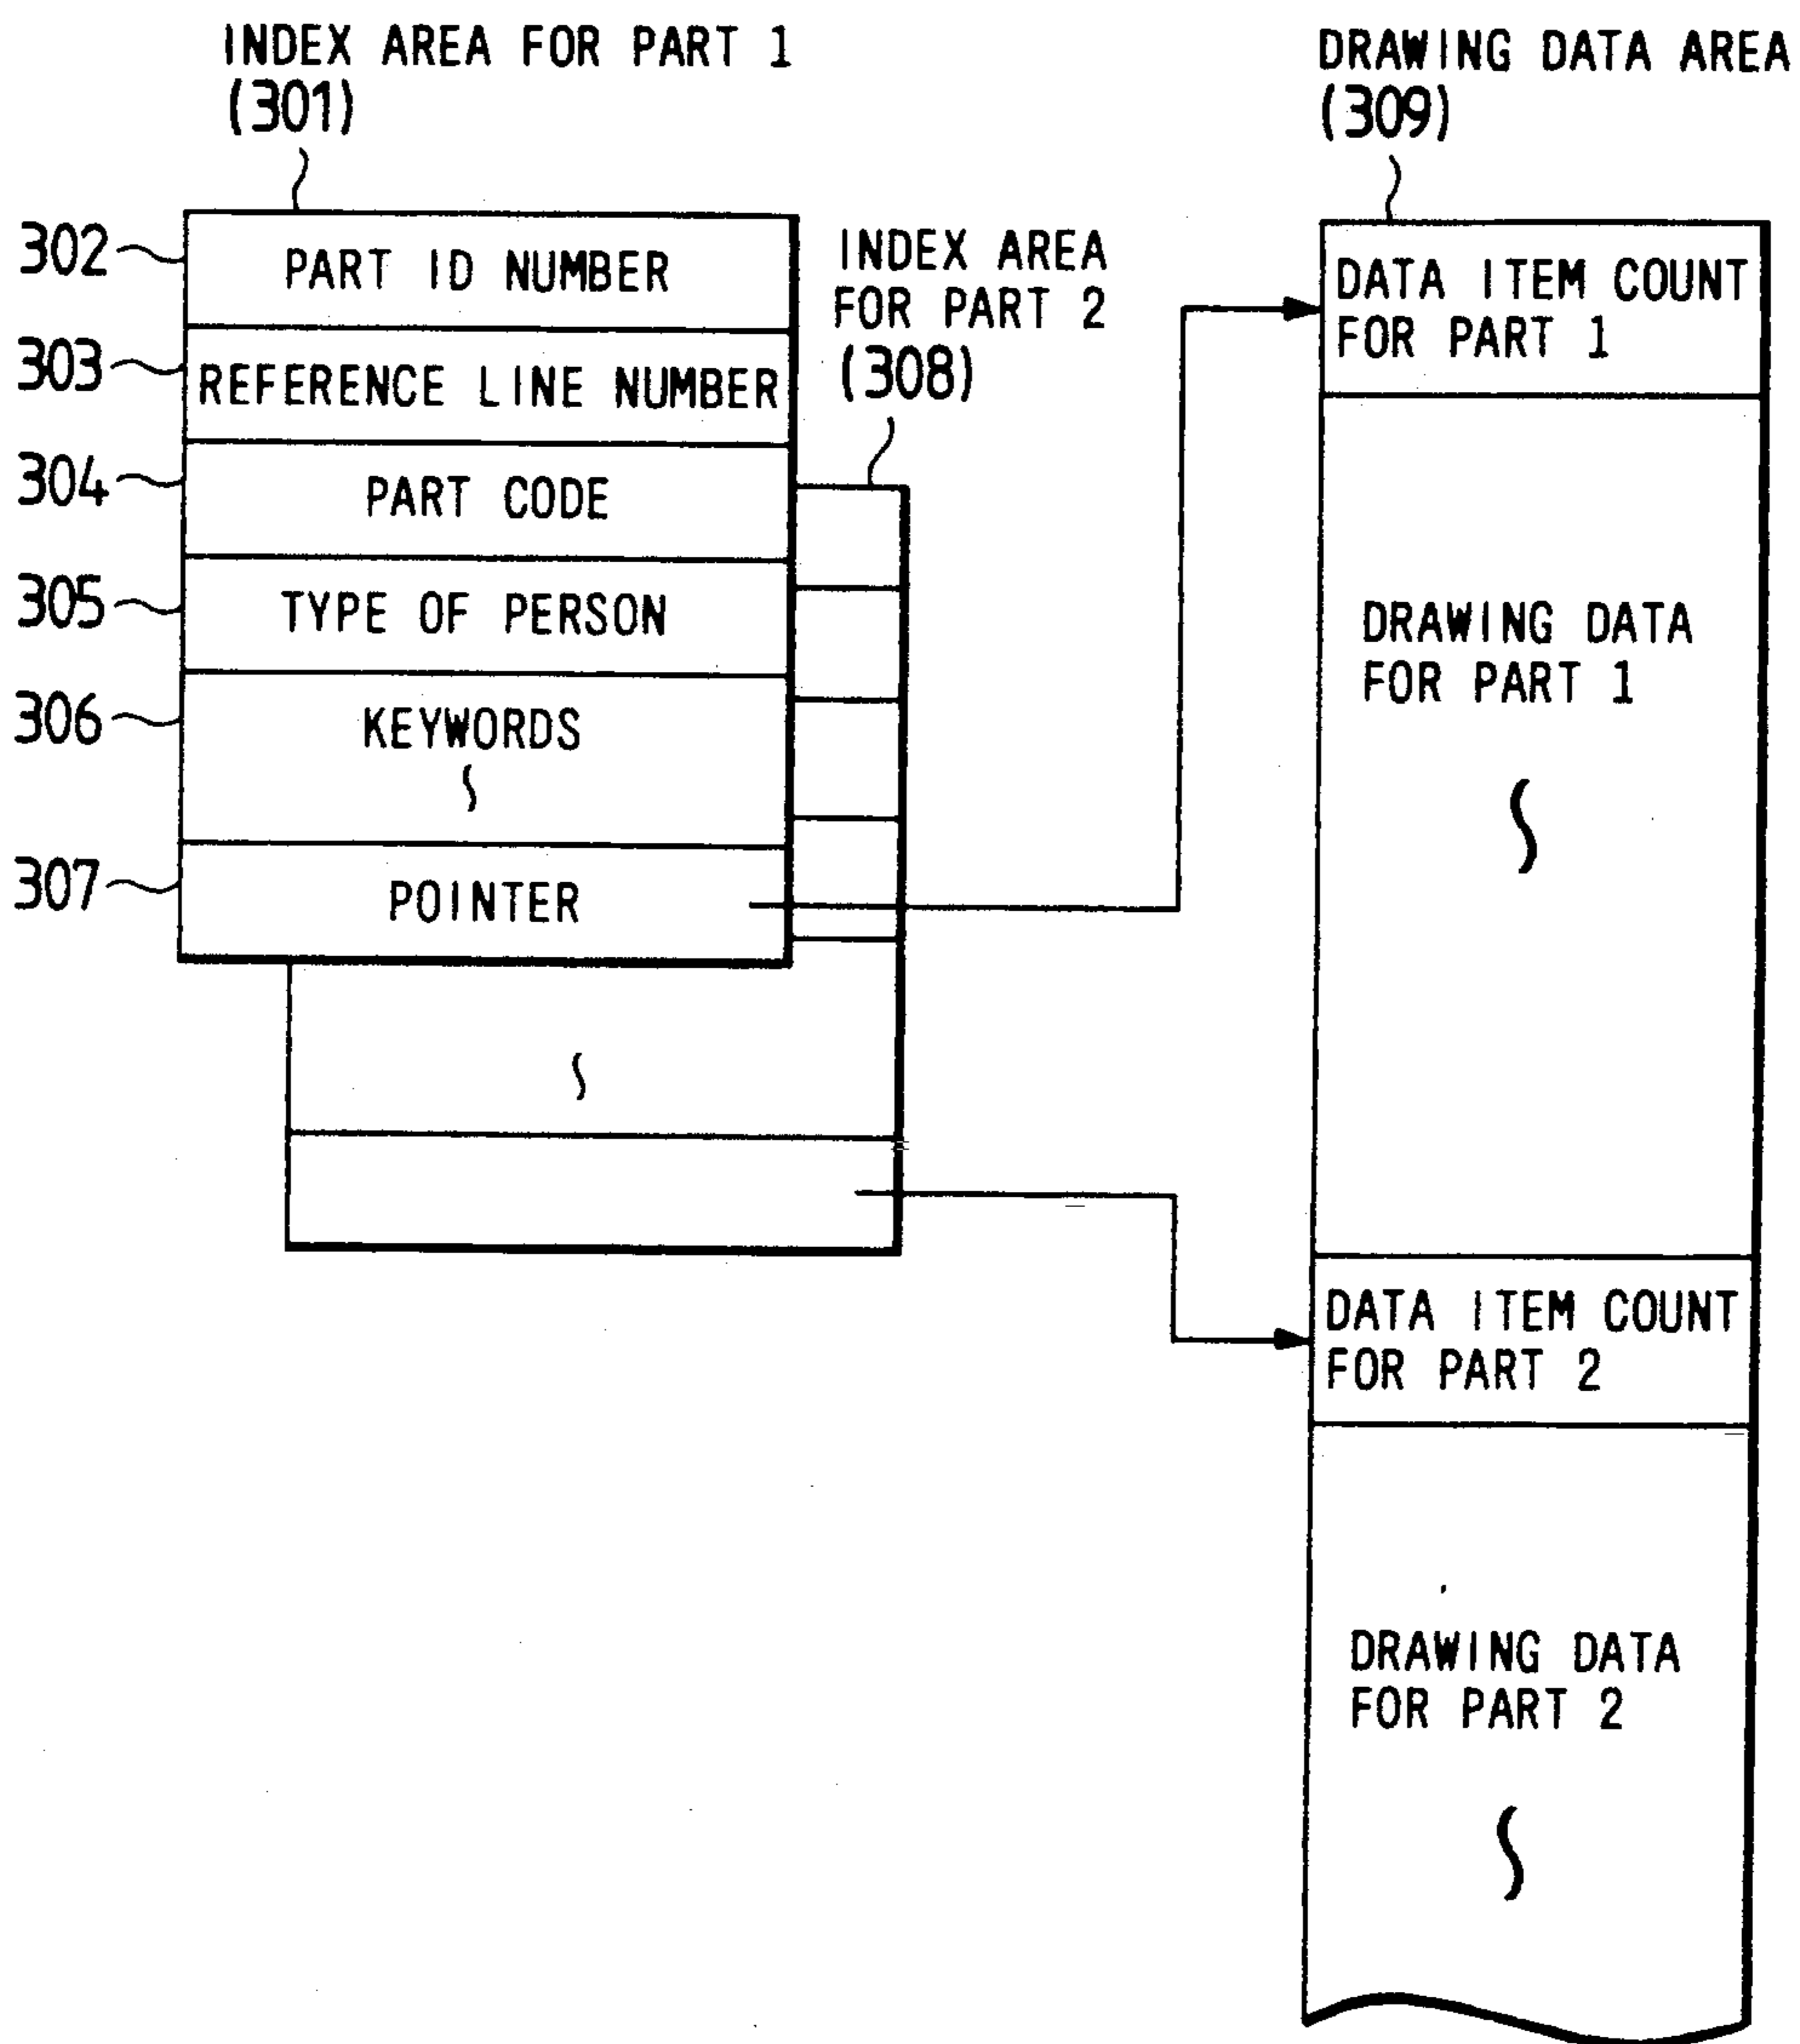 INDEX AREA FOR PART 1
(301)
302
PART ID NUMBER
303
REFERENCE LINE NUMBER
304
PART CODE
305
TYPE OF PERSON
306
KEYWORDS
307
POINTER
INDEX AREA
FOR PART 2
(308)
DRAWING DATA AREA
(309)
DATA ITEM COUNT
FOR PART 1
DRAWING DATA
FOR PART 1
DATA ITEM COUNT
FOR PART 2
DRAWING DATA
FOR PART 2